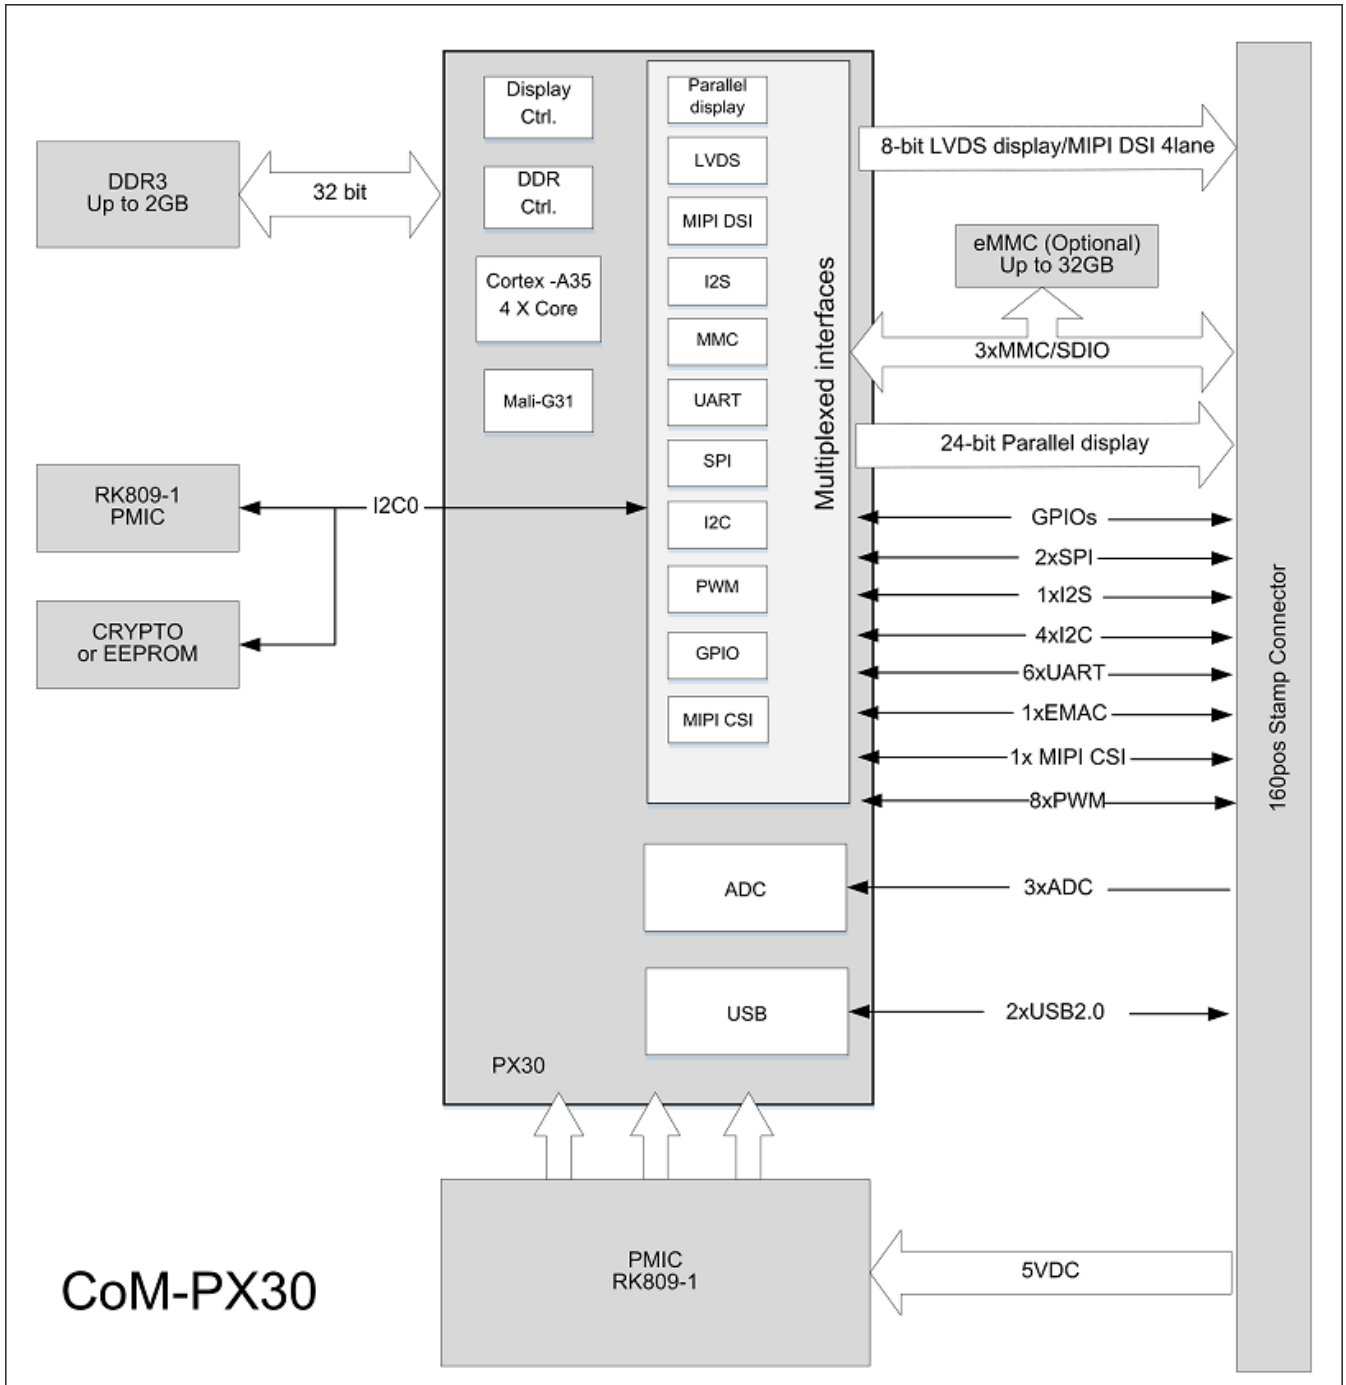 DDR3
Up to 2GB
32 bit
RK809-1
PMIC
I2C0
CRYPTO
or EEPROM
Display
Ctrl.
DDR
Ctrl.
Cortex -A35
4 X Core
Mali-G31
Parallel
display
LVDS
MIPI DSI
I2S
MMC
UART
SPI
I2C
PWM
GPIO
MIPI CSI
Multiplexed interfaces
ADC
USB
PX30
8-bit LVDS display/MIPI DSI 4lane
eMMC (Optional)
Up to 32GB
3xMMC/SDIO
24-bit Parallel display
GPIOs
2xSPI
1xI2S
4xI2C
6xUART
1xEMAC
1x MIPI CSI
8xPWM
3xADC
2xUSB2.0
160pos Stamp Connector
PMIC
RK809-1
5VDC
CoM-PX30